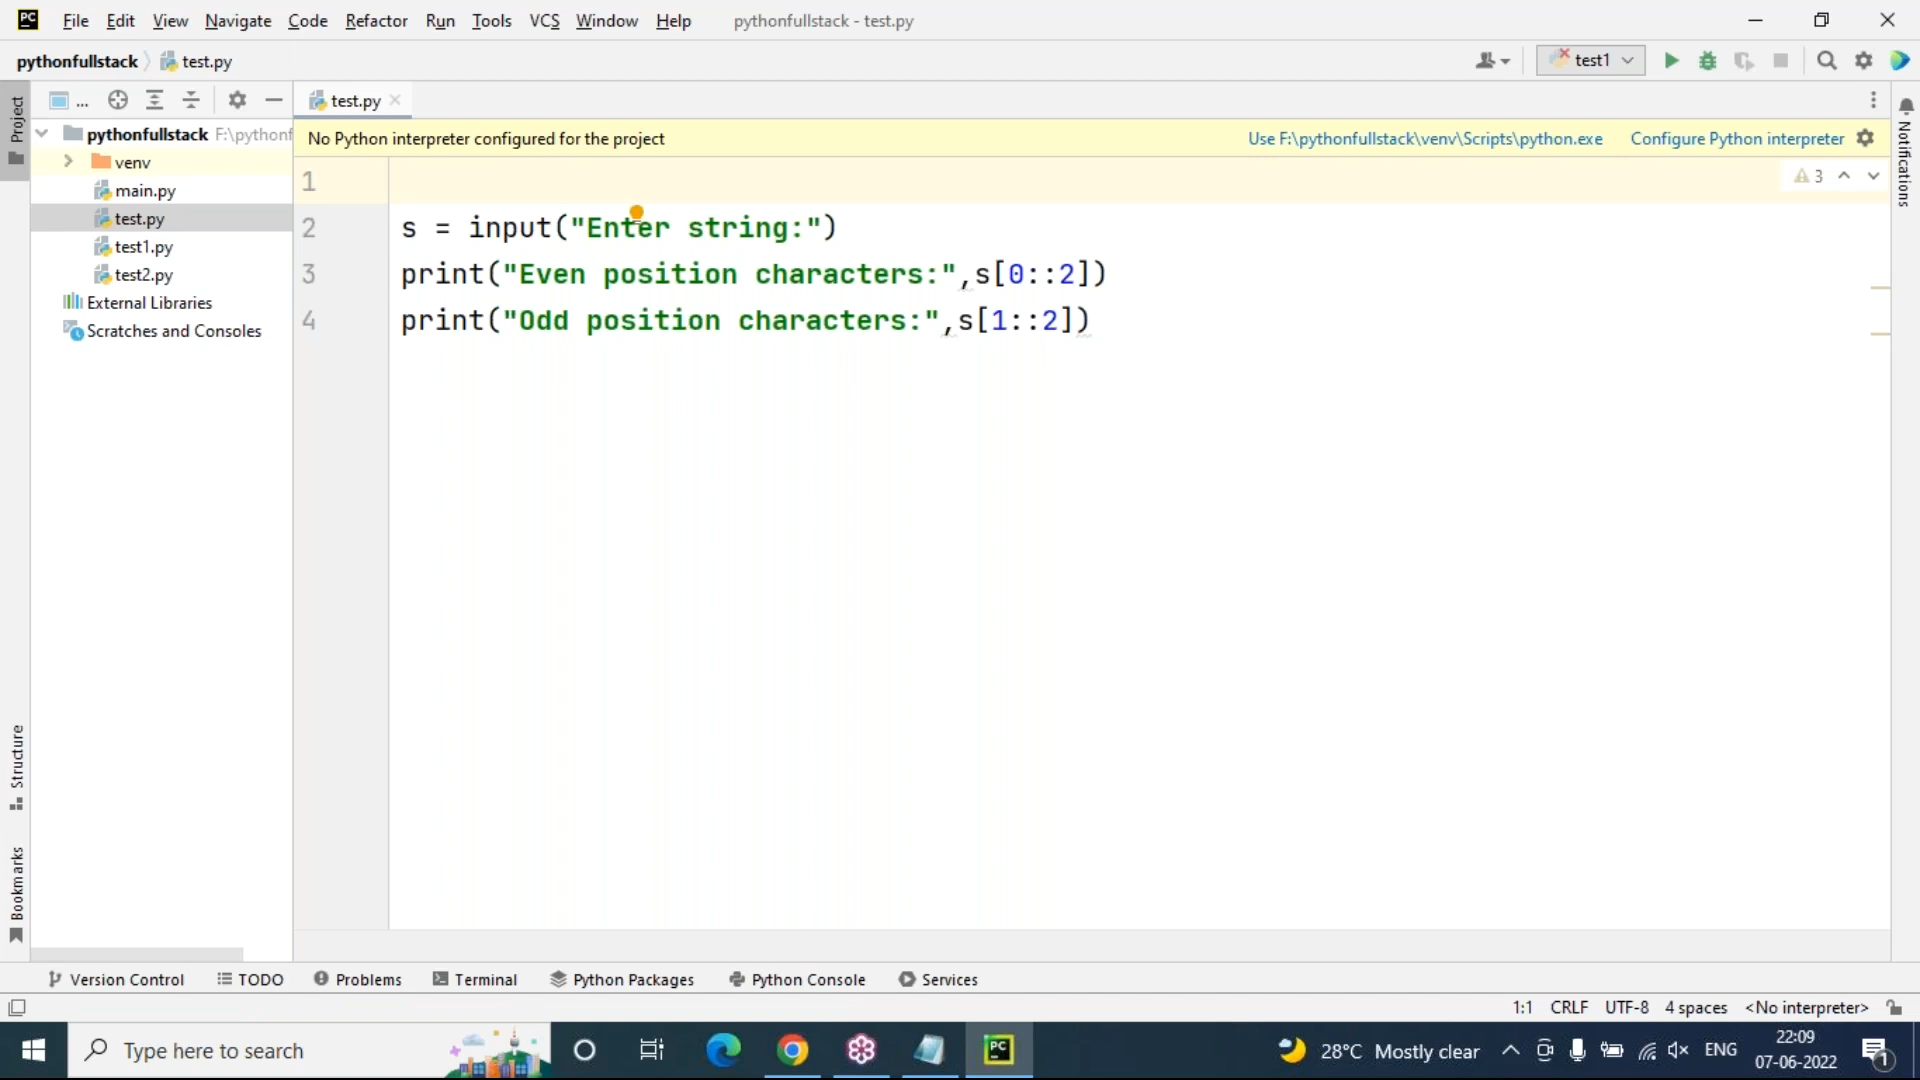 PC File Edit View Navigate Code Refactor Run Tools VCS Window Help pythonfullstack - test.py
pythonfullstack test.py test1
Project
... test.py
pythonfullstack F:\pythonf
No Python interpreter configured for the project Use F:\pythonfullstack\venv\Scripts\python.exe Configure Python interpreter
Notifications
venv
main.py
test.py
test1.py
test2.py
External Libraries
Scratches and Consoles
1
3
2 s = input("Enter string:")
3 print("Even position characters:",s[0::2])
4 print("Odd position characters:",s[1::2])
Structure
Bookmarks
Version Control TODO Problems Terminal Python Packages Python Console Services
1:1 CRLF UTF-8 4 spaces <No interpreter>
Type here to search PC 28°C Mostly clear ENG 22:09
07-06-2022 1